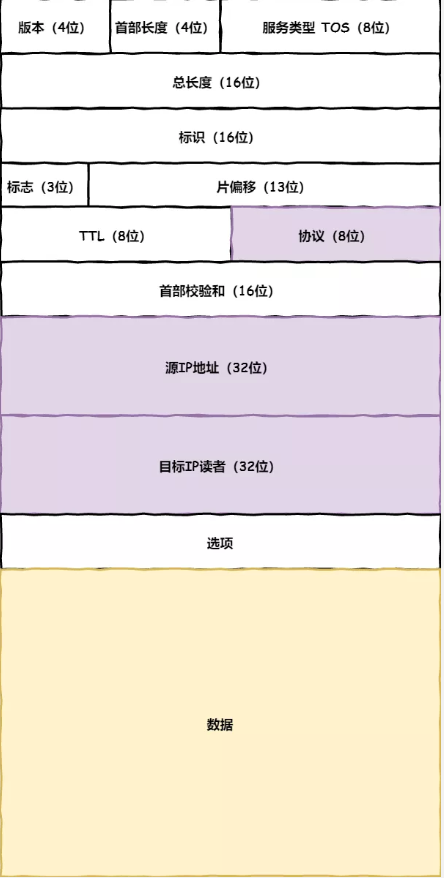 版本（4位） 首部长度（4位） 服务类型 TOS（8位）
总长度（16位）
标识（16位）
标志（3位） 片偏移（13位）
TTL（8位） 协议（8位）
首部校验和（16位）
源IP地址（32位）
目标IP读者（32位）
选项
数据